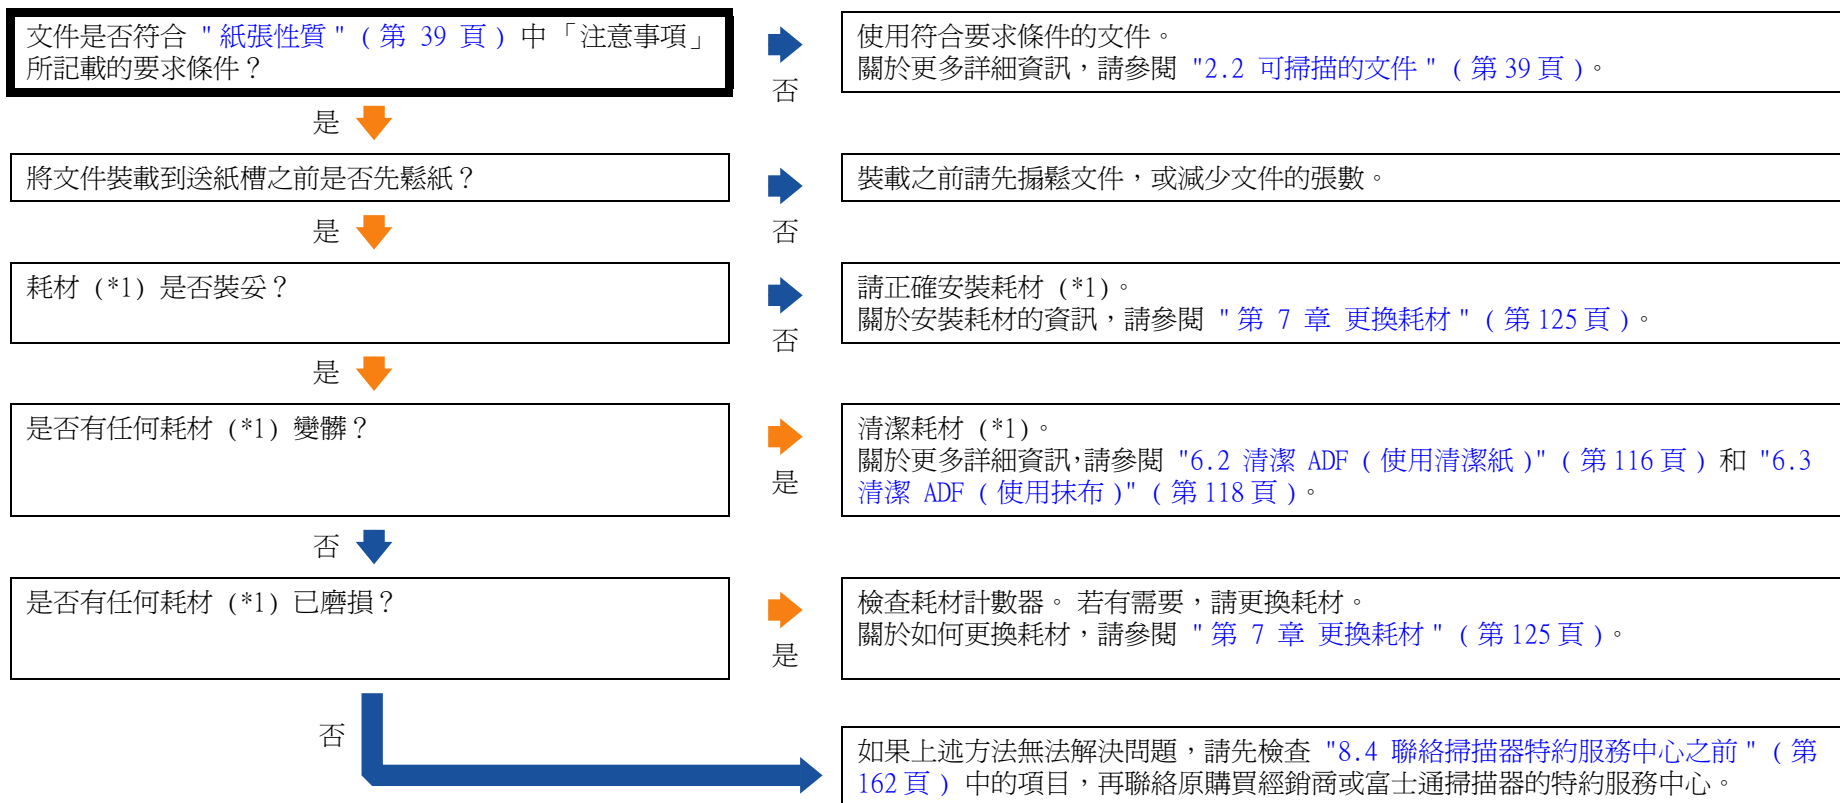 文件是否符合 "紙張性質" (第 39 頁) 中「注意事項」
所記載的要求條件？
否
使用符合要求條件的文件。
關於更多詳細資訊，請參閱 "2.2 可掃描的文件" (第 39 頁)。
是
將文件裝載到送紙槽之前是否先鬆紙？
否
裝載之前請先搧鬆文件，或減少文件的張數。
是
耗材 (*1) 是否裝妥？
否
請正確安裝耗材 (*1)。
關於安裝耗材的資訊，請參閱 "第 7 章 更換耗材" (第 125 頁)。
是
是否有任何耗材 (*1) 變髒？
是
清潔耗材 (*1)。
關於更多詳細資訊，請參閱 "6.2 清潔 ADF (使用清潔紙)" (第 116 頁) 和 "6.3
清潔 ADF (使用抹布)" (第 118 頁)。
否
是否有任何耗材 (*1) 已磨損？
是
檢查耗材計數器。 若有需要，請更換耗材。
關於如何更換耗材，請參閱 "第 7 章 更換耗材" (第 125 頁)。
否
如果上述方法無法解決問題，請先檢查 "8.4 聯絡掃描器特約服務中心之前" (第
162 頁) 中的項目，再聯絡原購買經銷商或富士通掃描器的特約服務中心。